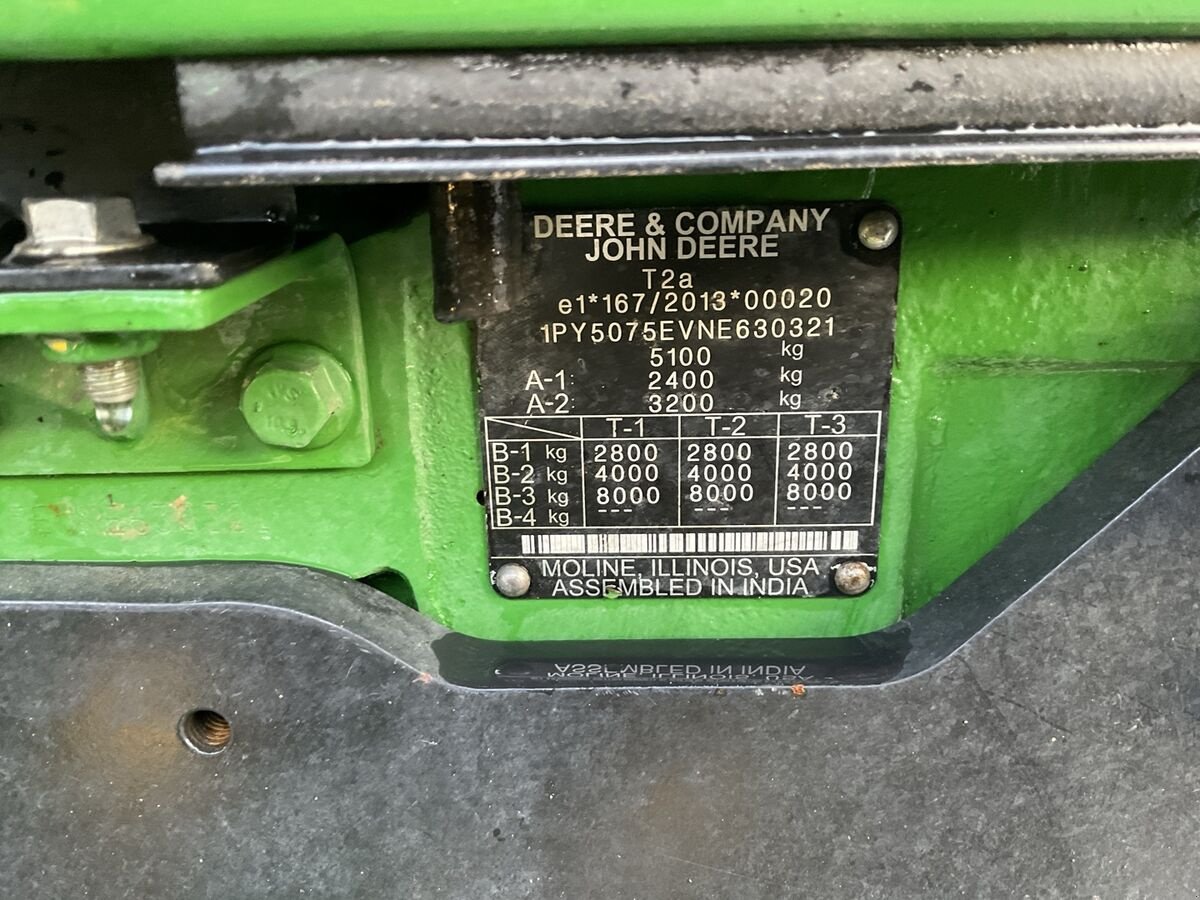 DEERE & COMPANY
JOHN DEERE
T2a
e1*167/2013*00020
1PY5075EVNE630321
5100 kg
A-1: 2400 kg
A-2: 3200 kg
T-1 T-2 T-3
B-1 kg 2800 2800 2800
B-2 kg 4000 4000 4000
B-3 kg 8000 8000 8000
B-4 kg --- --- ---
MOLINE, ILLINOIS, USA
ASSEMBLED IN INDIA